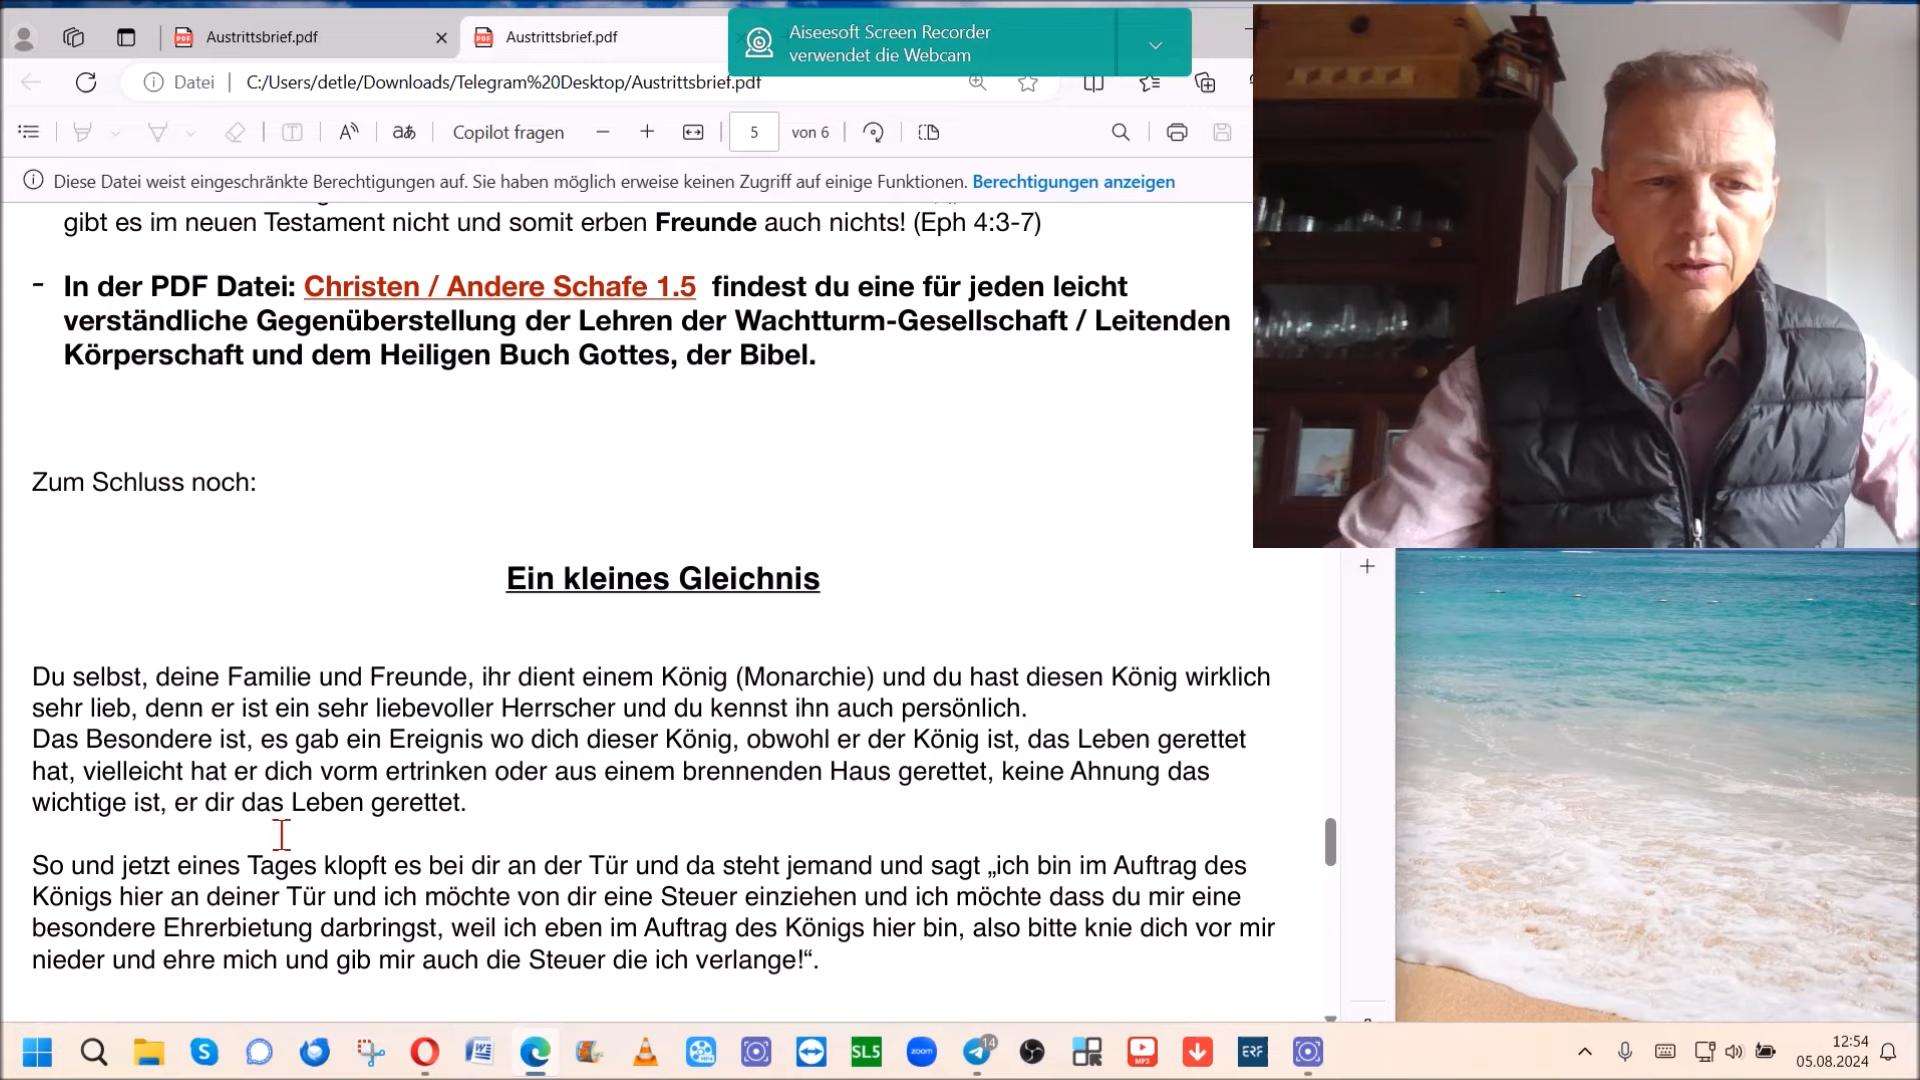 Austrittsbrief.pdf
Austrittsbrief.pdf
Aiseesoft Screen Recorder
verwendet die Webcam
Datei
C:/Users/detle/Downloads/Telegram%20Desktop/Austrittsbrief.pdf
Copilot fragen
5
von 6
Diese Datei weist eingeschränkte Berechtigungen auf. Sie haben möglich erweise keinen Zugriff auf einige Funktionen. Berechtigungen anzeigen
gibt es im neuen Testament nicht und somit erben Freunde auch nichts! (Eph 4:3-7)
- In der PDF Datei: Christen / Andere Schafe 1.5 findest du eine für jeden leicht
verständliche Gegenüberstellung der Lehren der Wachtturm-Gesellschaft / Leitenden
Körperschaft und dem Heiligen Buch Gottes, der Bibel.
Zum Schluss noch:
Ein kleines Gleichnis
Du selbst, deine Familie und Freunde, ihr dient einem König (Monarchie) und du hast diesen König wirklich
sehr lieb, denn er ist ein sehr liebevoller Herrscher und du kennst ihn auch persönlich.
Das Besondere ist, es gab ein Ereignis wo dich dieser König, obwohl er der König ist, das Leben gerettet
hat, vielleicht hat er dich vorm ertrinken oder aus einem brennenden Haus gerettet, keine Ahnung das
wichtige ist, er dir das Leben gerettet.
So und jetzt eines Tages klopft es bei dir an der Tür und da steht jemand und sagt „ich bin im Auftrag des
Königs hier an deiner Tür und ich möchte von dir eine Steuer einziehen und ich möchte dass du mir eine
besondere Ehrerbietung darbringst, weil ich eben im Auftrag des Königs hier bin, also bitte knie dich vor mir
nieder und ehre mich und gib mir auch die Steuer die ich verlange!“.
SL5
zoom
14
MP3
ERF
12:54
05.08.2024